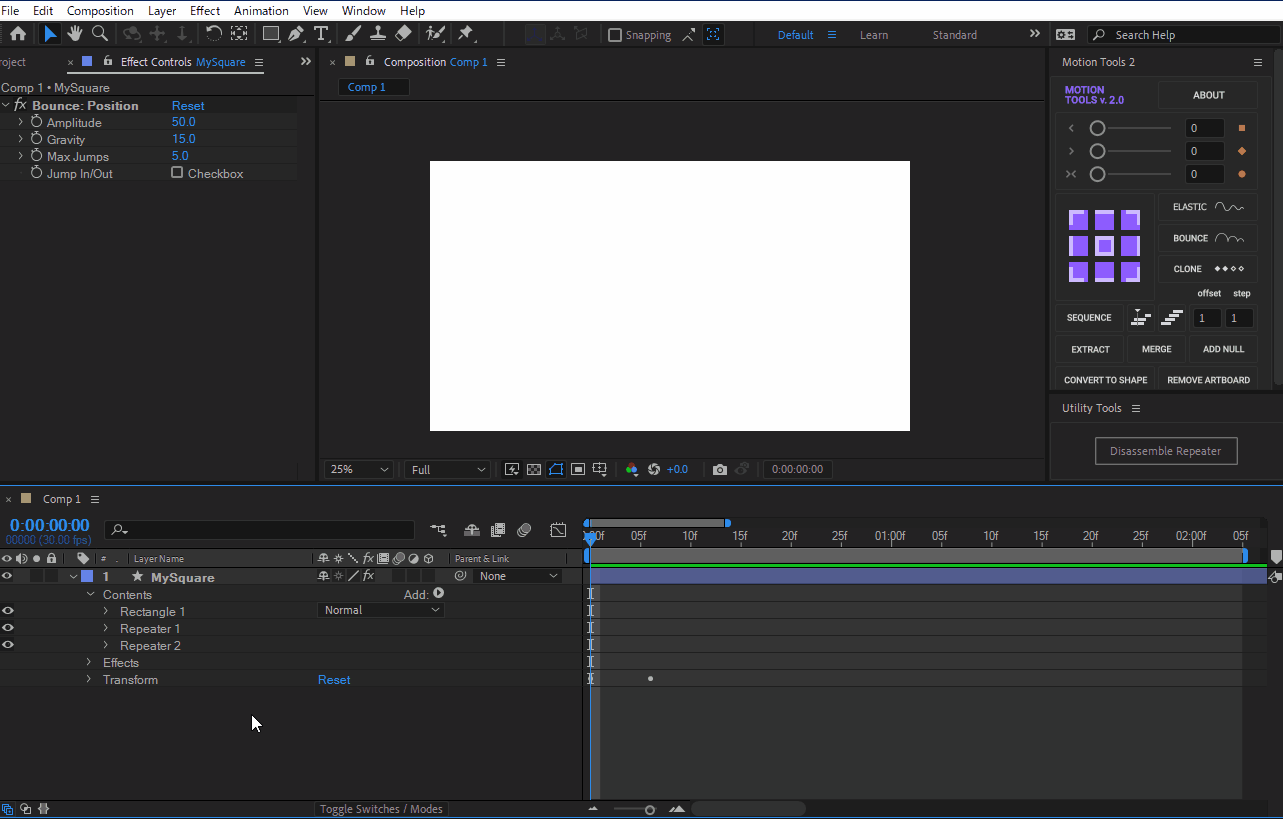 File Edit Composition Layer Effect Animation View Window Help
Snapping Default Learn Standard Search Help
roject Effect Controls MySquare
Comp 1 • MySquare
fx Bounce: Position Reset
Amplitude 50.0
Gravity 15.0
Max Jumps 5.0
Jump In/Out Checkbox
Composition Comp 1
Comp 1
25% Full +0.0 0:00:00:00
Motion Tools 2
MOTION
TOOLS v. 2.0
ABOUT
0
0
0
ELASTIC
BOUNCE
CLONE
offset step
SEQUENCE 1 1
EXTRACT MERGE ADD NULL
CONVERT TO SHAPE REMOVE ARTBOARD
Utility Tools
Disassemble Repeater
Comp 1
0:00:00:00
00000 (30.00 fps)
:00f 05f 10f 15f 20f 25f 01:00f 05f 10f 15f 20f 25f 02:00f 05f
# . Layer Name fx Parent & Link
1 MySquare fx None
Contents Add:
Rectangle 1 Normal
Repeater 1
Repeater 2
Effects
Transform Reset
Toggle Switches / Modes